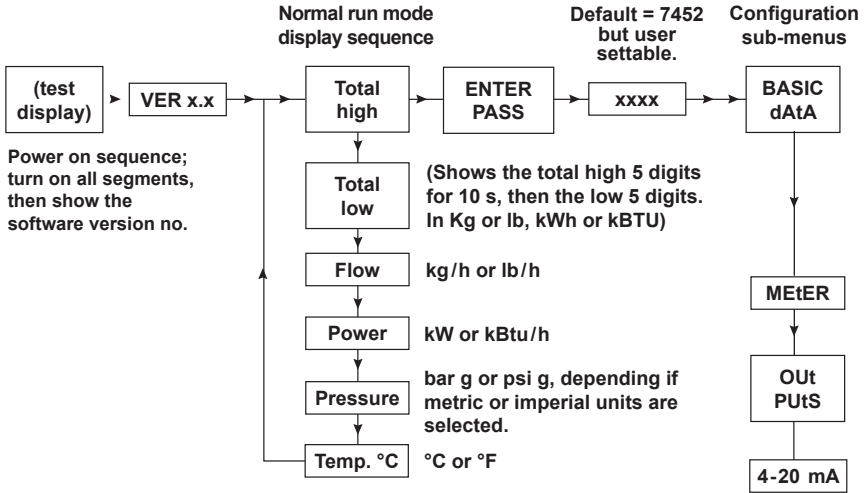 Normal run mode
display sequence
Default = 7452
but user
settable.
Configuration
sub-menus
(test
display)
VER x.x
Total
high
ENTER
PASS
xxxx
BASIC
dAtA
Power on sequence;
turn on all segments,
then show the
software version no.
Total
low
(Shows the total high 5 digits
for 10 s, then the low 5 digits.
In Kg or lb, kWh or kBTU)
Flow
kg/h or lb/h
MEtER
Power
kW or kBtu/h
Pressure
bar g or psi g, depending if
metric or imperial units are
selected.
OUt
PUtS
Temp. °C
°C or °F
4-20 mA